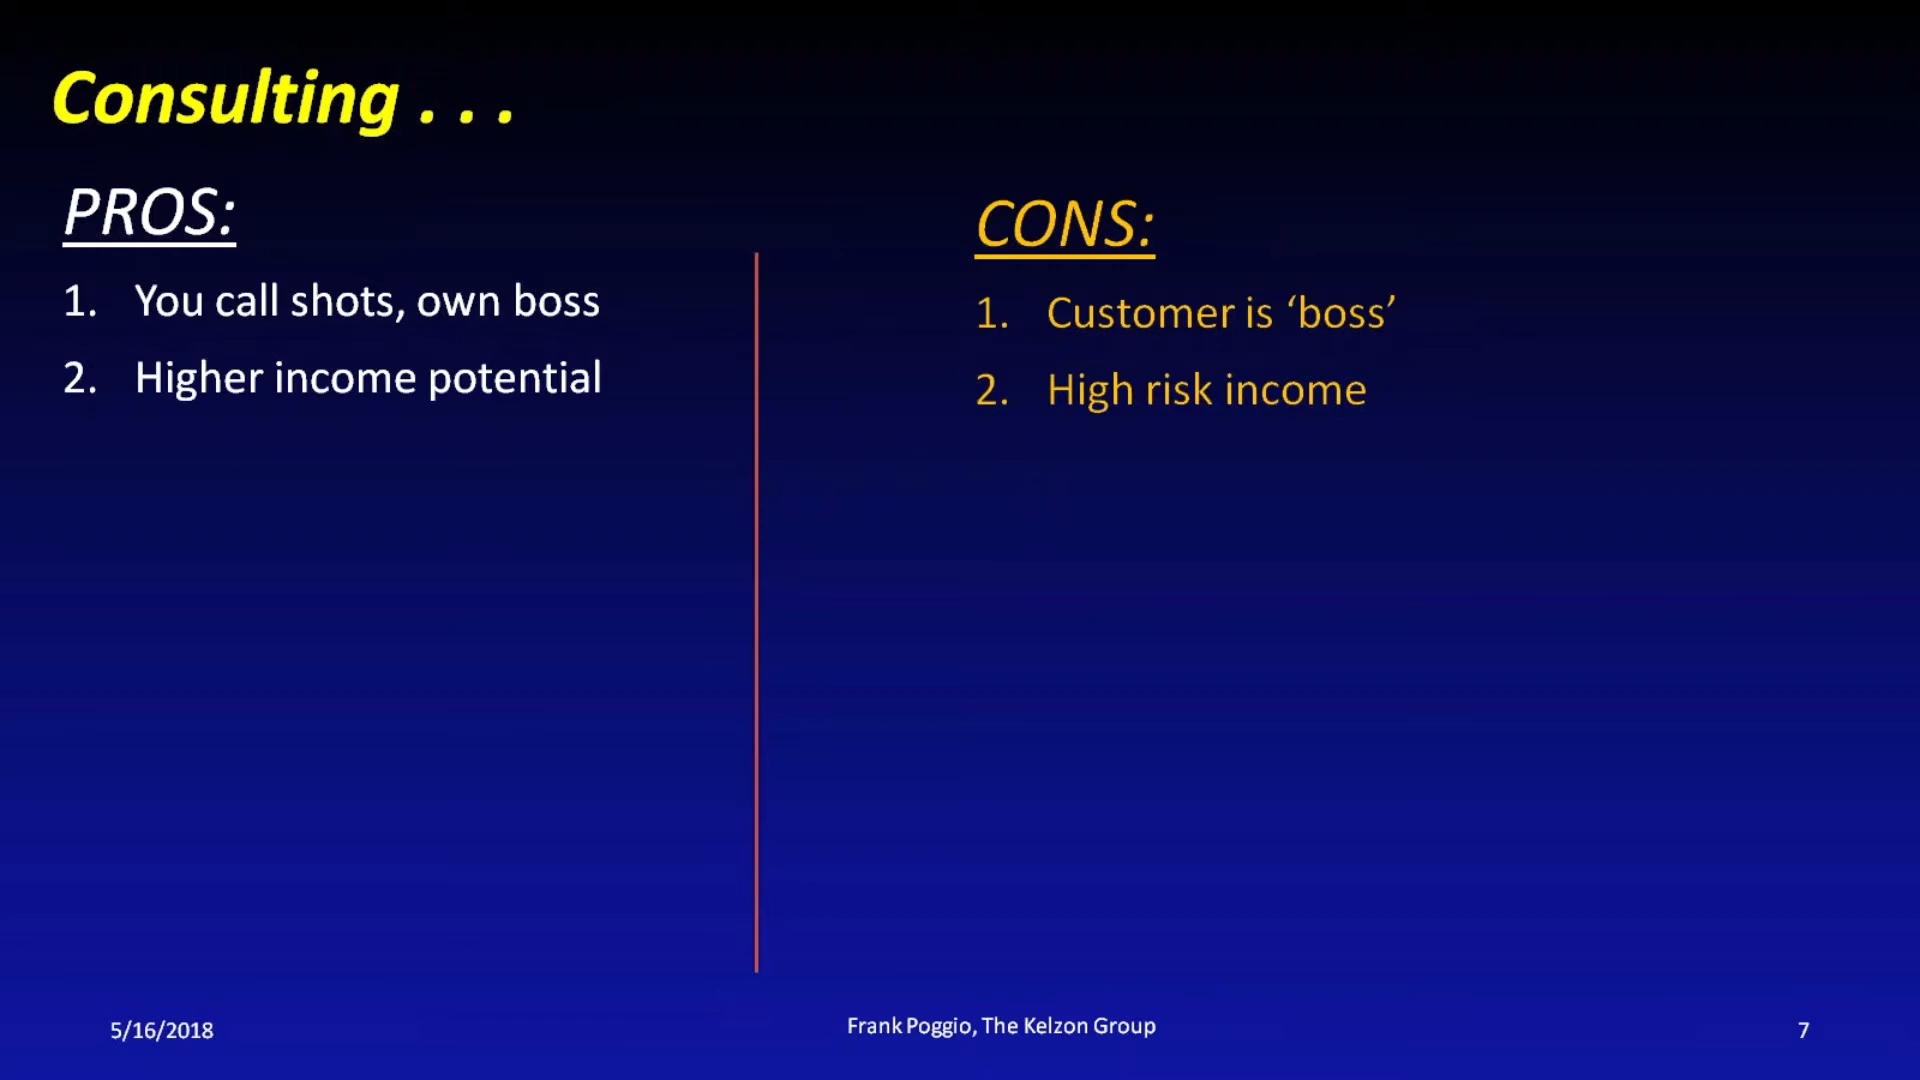 Consulting . . .
PROS:
1. You call shots, own boss
2. Higher income potential
CONS:
1. Customer is ‘boss’
2. High risk income
5/16/2018
Frank Poggio, The Kelzon Group
7